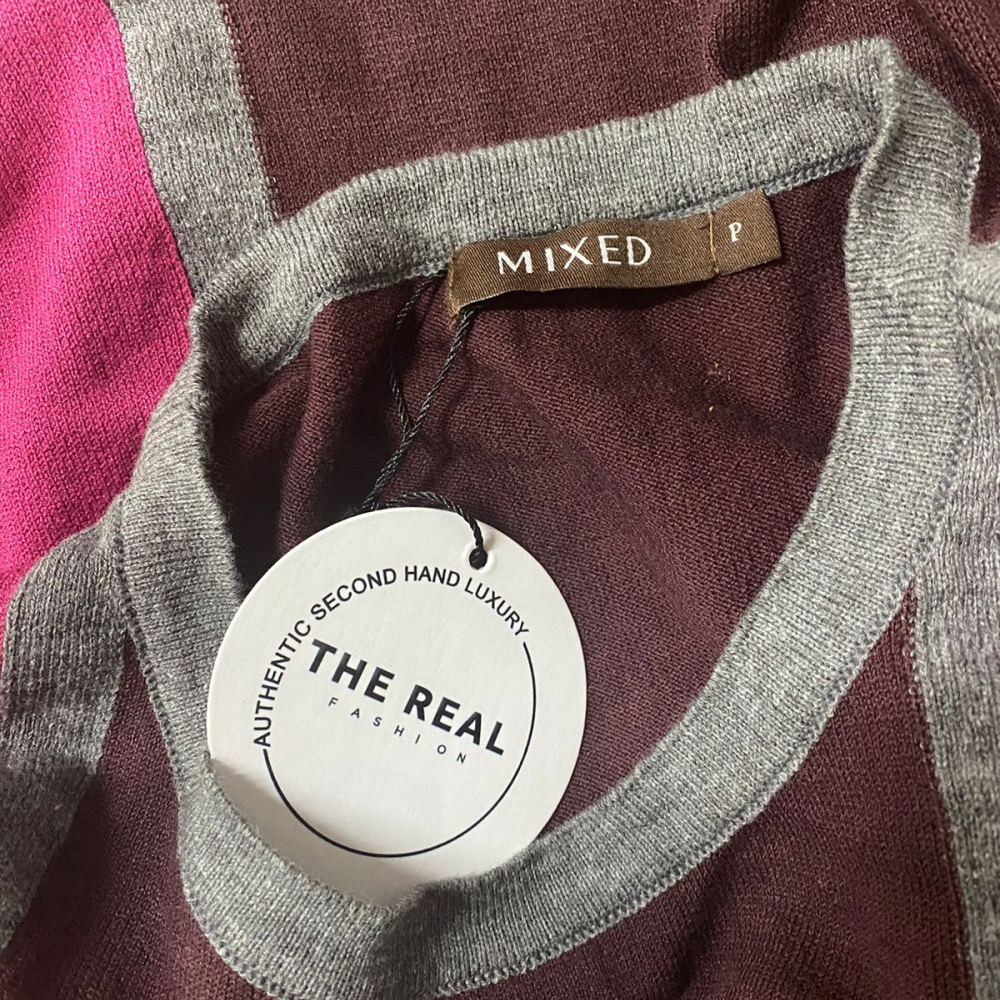 MIXED
P
AUTHENTIC SECOND HAND LUXURY
THE REAL
FASHION